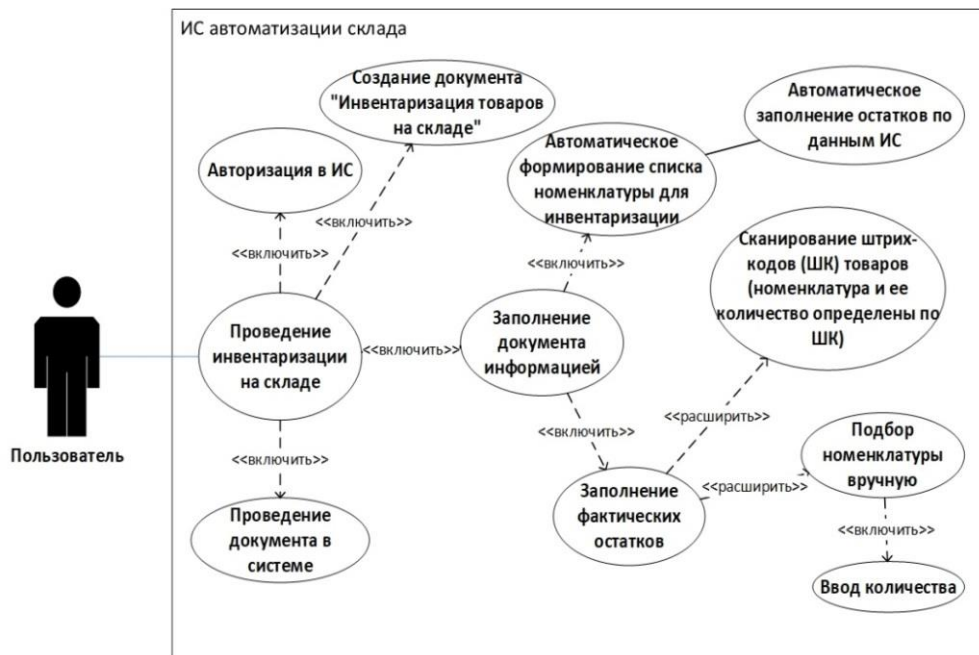 ИС автоматизации склада
Создание документа
"Инвентаризация товаров
на складе"
Автоматическое
заполнение остатков по
данным ИС
Авторизация в ИС
Автоматическое
формирование списка
номенклатуры для
инвентаризации
<<включить>>
<<включить>>
<<включить>>
Сканирование штрих-
кодов (ШК) товаров
(номенклатура и ее
количество определены по
ШК)
Проведение
инвентаризации
на складе
<<включить>>
Заполнение
документа
информацией
<<расширить>>
<<включить>>
<<включить>>
Пользователь
Подбор
номенклатуры
вручную
<<расширить>>
Заполнение
фактических
остатков
Проведение
документа в
системе
<<включить>>
Ввод количества